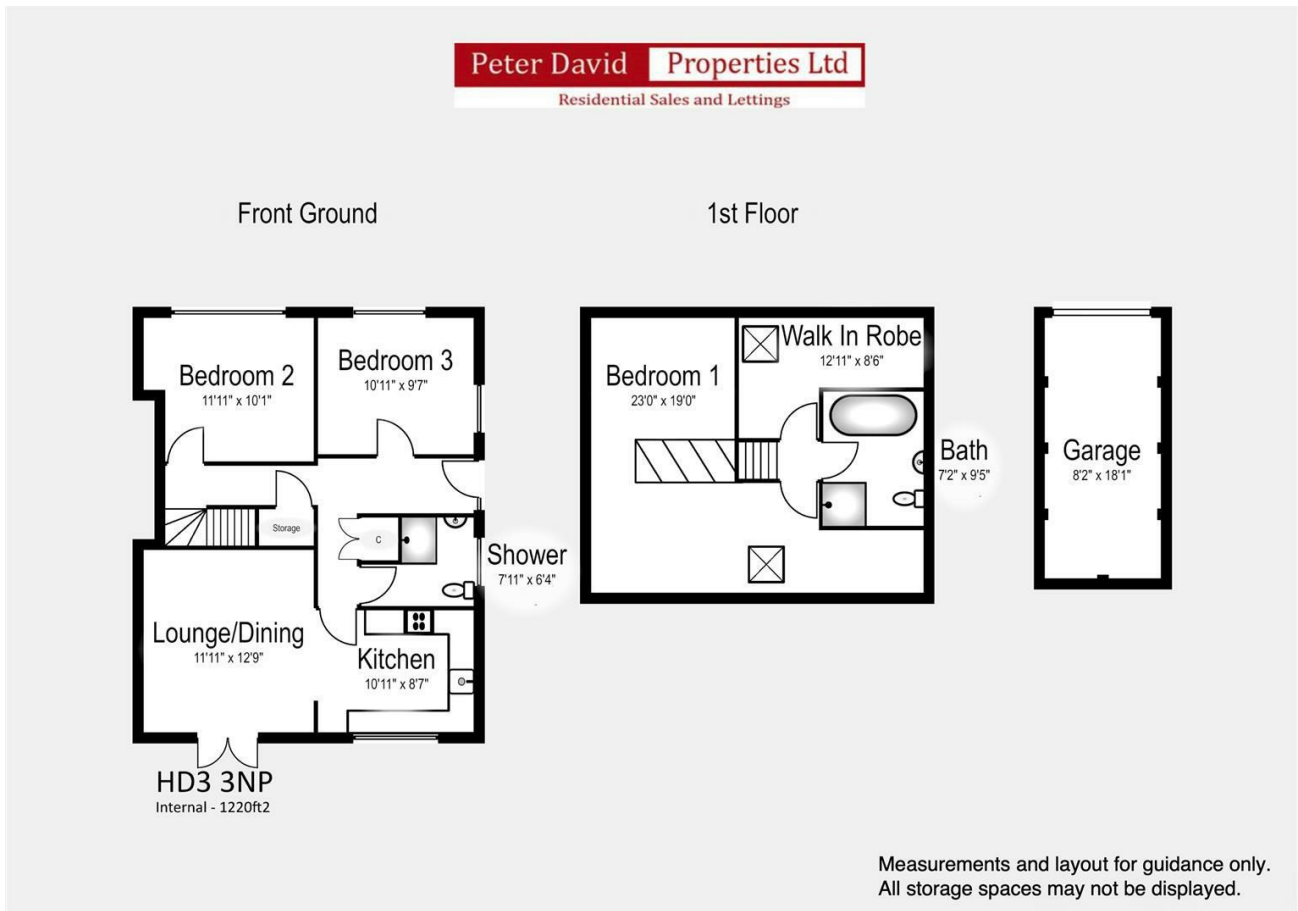 Peter David Properties Ltd
Residential Sales and Lettings
Front Ground
1st Floor
Bedroom 2
11'11" x 10'1"
Bedroom 3
10'11" x 9'7"
Storage
C
Shower
7'11" x 6'4"
Lounge/Dining
11'11" x 12'9"
Kitchen
10'11" x 8'7"
Bedroom 1
23'0" x 19'0"
Walk In Robe
12'11" x 8'6"
Bath
7'2" x 9'5"
Garage
8'2" x 18'1"
HD3 3NP
Internal - 1220ft2
Measurements and layout for guidance only.
All storage spaces may not be displayed.